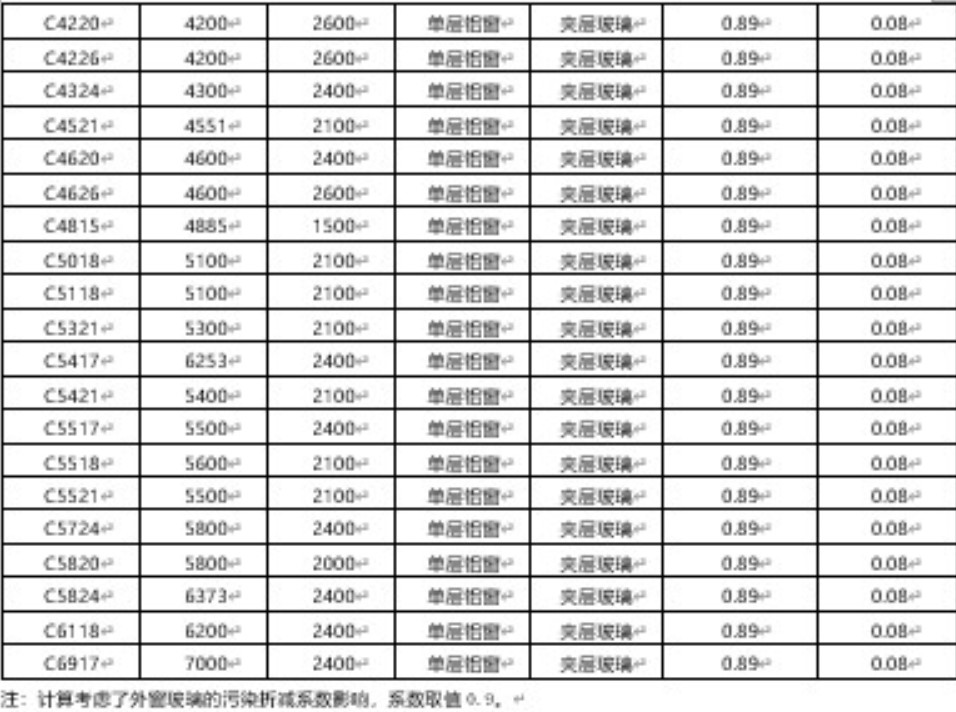 C4220 4200 2600 单层铝窗 夹层玻璃 0.89 0.08
C4226 4200 2600 单层铝窗 夹层玻璃 0.89 0.08
C4324 4300 2400 单层铝窗 夹层玻璃 0.89 0.08
C4521 4551 2100 单层铝窗 夹层玻璃 0.89 0.08
C4620 4600 2400 单层铝窗 夹层玻璃 0.89 0.08
C4626 4600 2600 单层铝窗 夹层玻璃 0.89 0.08
C4815 4885 1500 单层铝窗 夹层玻璃 0.89 0.08
C5018 5100 2100 单层铝窗 夹层玻璃 0.89 0.08
C5118 5100 2100 单层铝窗 夹层玻璃 0.89 0.08
C5321 5300 2100 单层铝窗 夹层玻璃 0.89 0.08
C5417 6253 2400 单层铝窗 夹层玻璃 0.89 0.08
C5421 5400 2100 单层铝窗 夹层玻璃 0.89 0.08
C5517 5500 2400 单层铝窗 夹层玻璃 0.89 0.08
C5518 5600 2100 单层铝窗 夹层玻璃 0.89 0.08
C5521 5500 2100 单层铝窗 夹层玻璃 0.89 0.08
C5724 5800 2400 单层铝窗 夹层玻璃 0.89 0.08
C5820 5800 2000 单层铝窗 夹层玻璃 0.89 0.08
C5824 6373 2400 单层铝窗 夹层玻璃 0.89 0.08
C6118 6200 2400 单层铝窗 夹层玻璃 0.89 0.08
C6917 7000 2400 单层铝窗 夹层玻璃 0.89 0.08
注：计算考虑了外窗玻璃的污染折减系数影响，系数取值0.9。